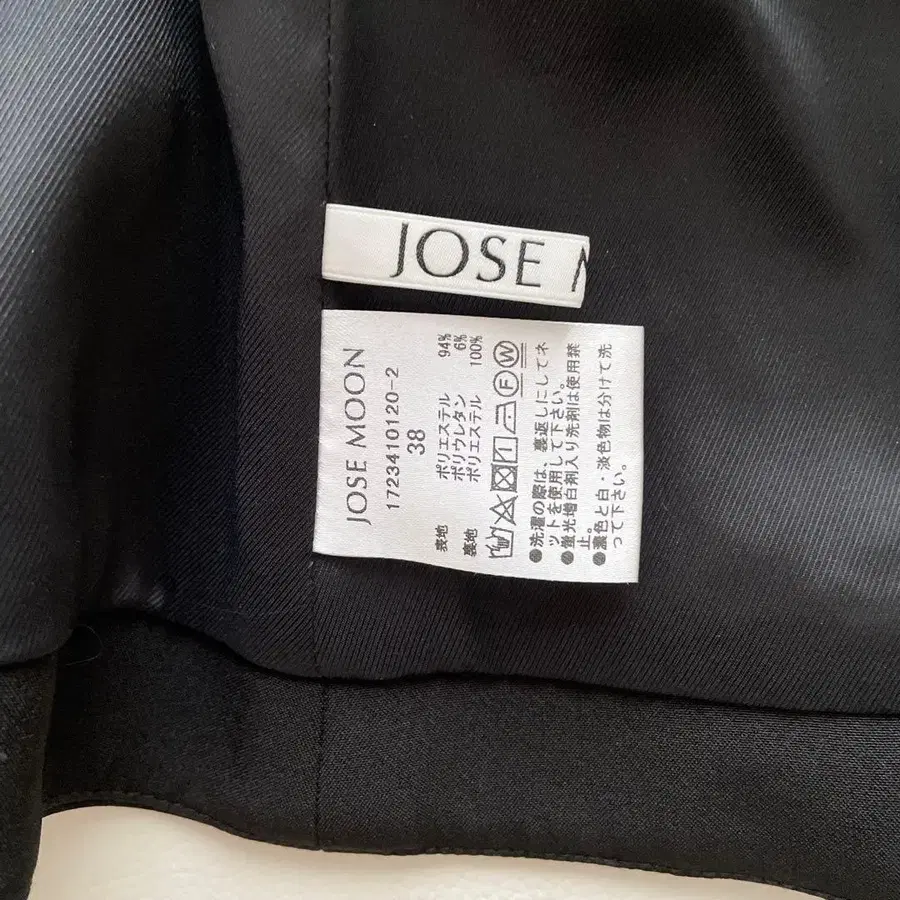 JOSE
JOSE MOON
1723410120-2
38
表地 ポリエステル 94%
ポリウレタン 6%
裏地 ポリエステル 100%
F W
●洗濯の際は、裏返しにしてネ
ットを使用して下さい。
●蛍光増白剤入り洗剤は使用禁
止。
●濃色と白・淡色物は分けて洗
って下さい。